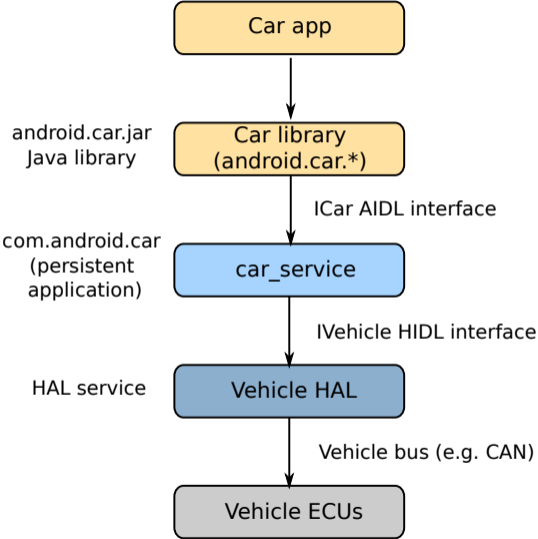 Car app
android.car.jar
Java library
Car library
(android.car.*)
ICar AIDL interface
com.android.car
(persistent
application)
car_service
IVehicle HIDL interface
HAL service
Vehicle HAL
Vehicle bus (e.g. CAN)
Vehicle ECUs